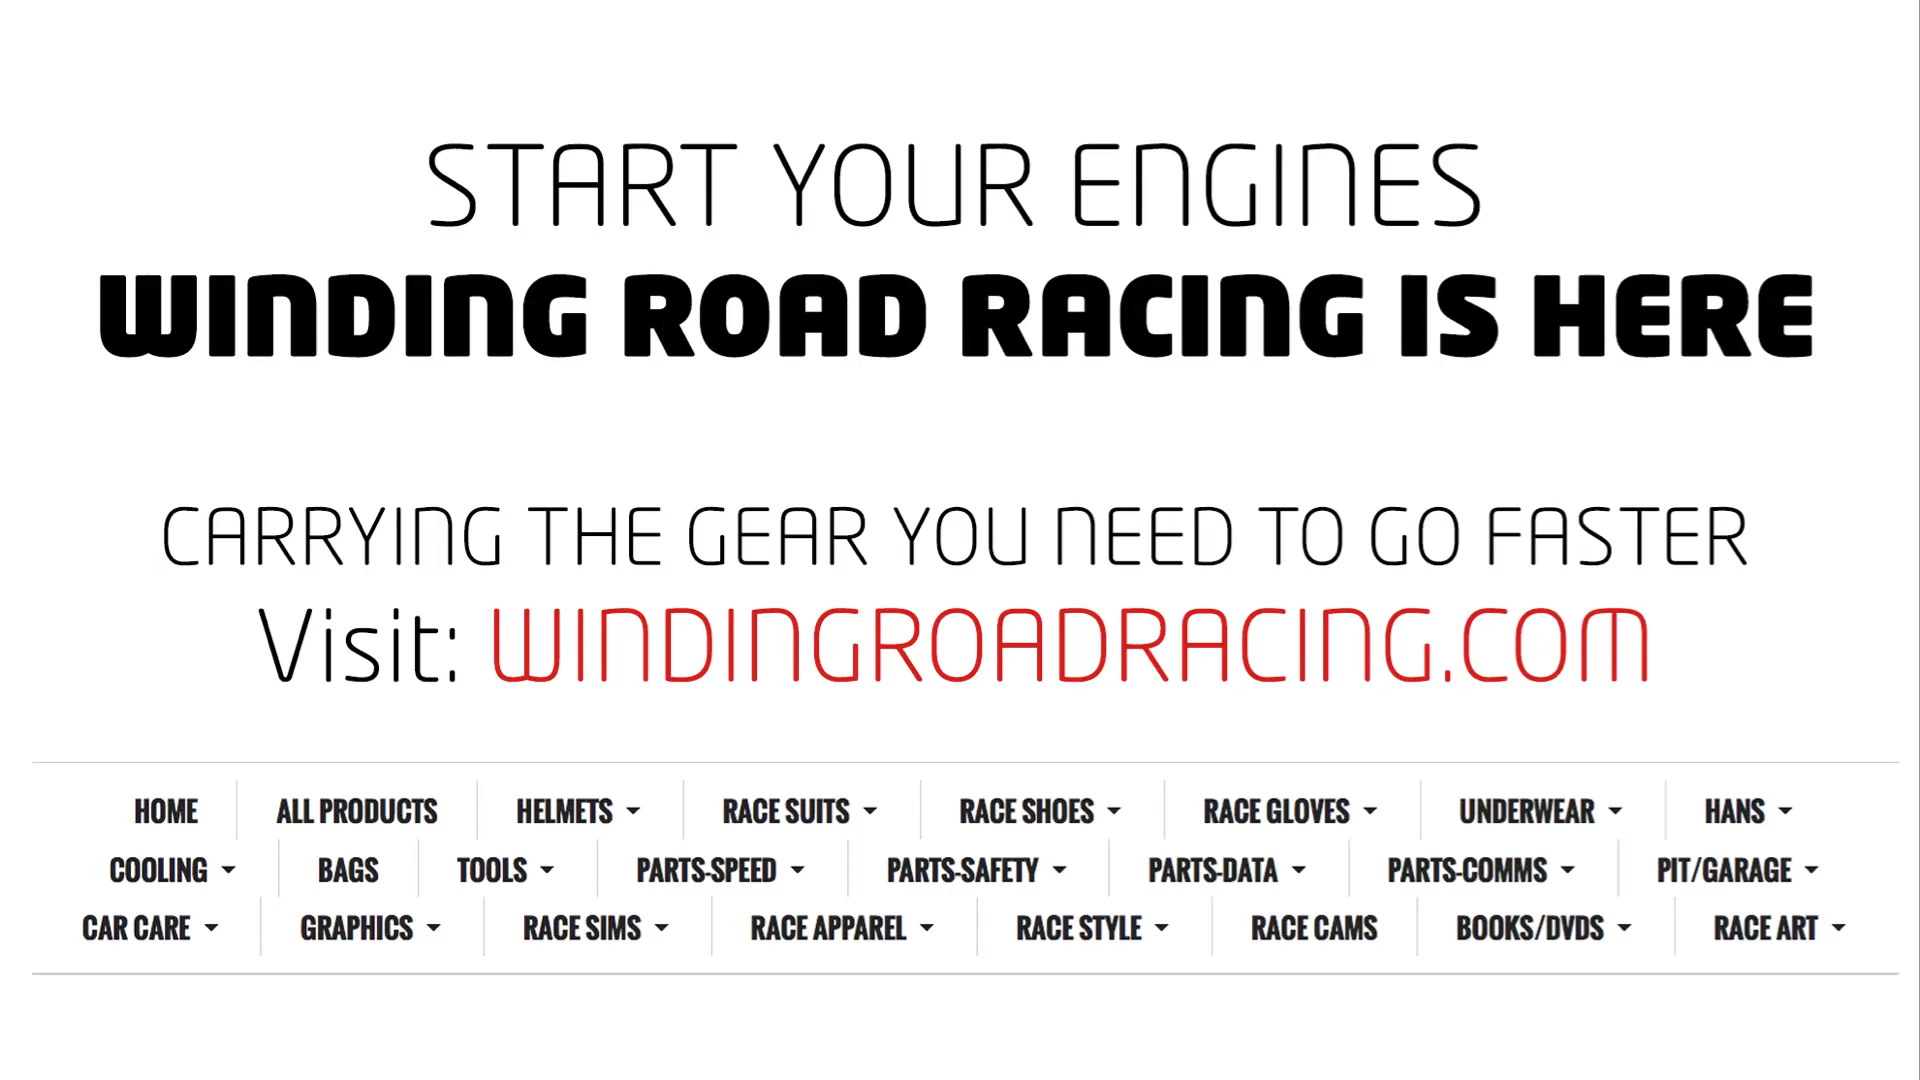 START YOUR ENGINES
WINDING ROAD RACING IS HERE
CARRYING THE GEAR YOU NEED TO GO FASTER
Visit: WINDINGROADRACING.COM
HOME ALL PRODUCTS HELMETS RACE SUITS RACE SHOES RACE GLOVES UNDERWEAR HANS
COOLING BAGS TOOLS PARTS-SPEED PARTS-SAFETY PARTS-DATA PARTS-COMMS PIT/GARAGE
CAR CARE GRAPHICS RACE SIMS RACE APPAREL RACE STYLE RACE CAMS BOOKS/DVDS RACE ART